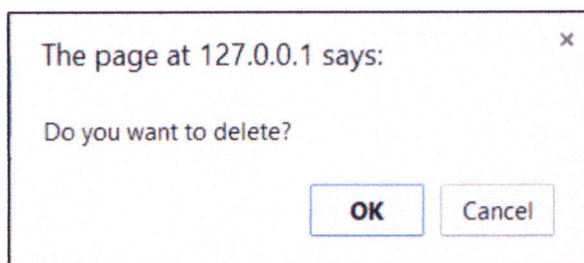 The page at 127.0.0.1 says:
×
Do you want to delete?
OK
Cancel